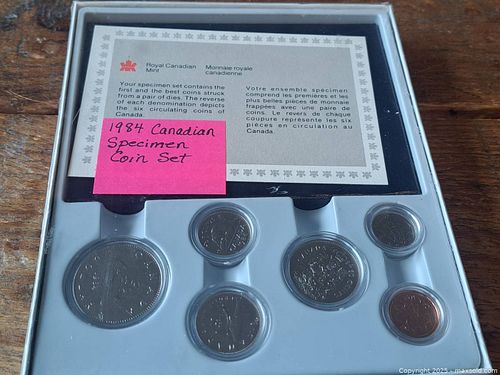 Royal Canadian
Mint
Monnaie royale
canadienne
Your specimen set contains the
first and the best coins struck
from a pair of dies. The reverse
of each denomination depicts
the six circulating coins of
Canada.
Votre ensemble spécimen
comprend les premières et les
plus belles pièces de monnaie
frappées avec une paire de
coins. Le revers de chaque
coupure représente les six
pièces en circulation au
Canada.
1984 Canadian
Specimen
Coin Set
Copyright 2025 - maxsold.com